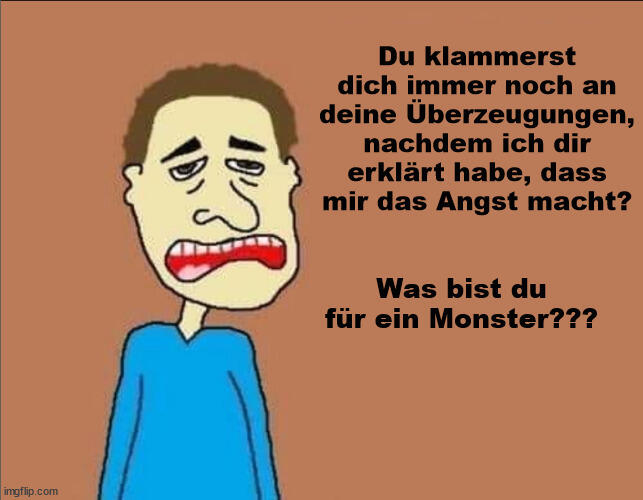 Du klammerst
dich immer noch an
deine Überzeugungen,
nachdem ich dir
erklärt habe, dass
mir das Angst macht?
Was bist du
für ein Monster???
imgflip.com